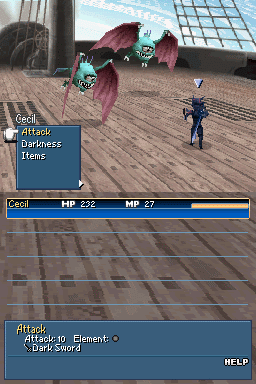 Cecil
Attack
Darkness
Items
Cecil HP 232 MP 27
Attack
Attack: 10 Element:
Dark Sword
HELP